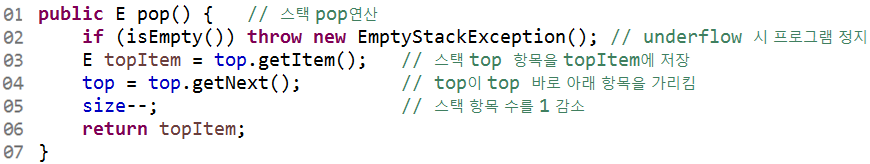 01 public E pop() { // 스택 pop연산
02 if (isEmpty()) throw new EmptyStackException(); // underflow 시 프로그램 정지
03 E topItem = top.getItem(); // 스택 top 항목을 topItem에 저장
04 top = top.getNext(); // top이 top 바로 아래 항목을 가리킴
05 size--; // 스택 항목 수를 1 감소
06 return topItem;
07 }